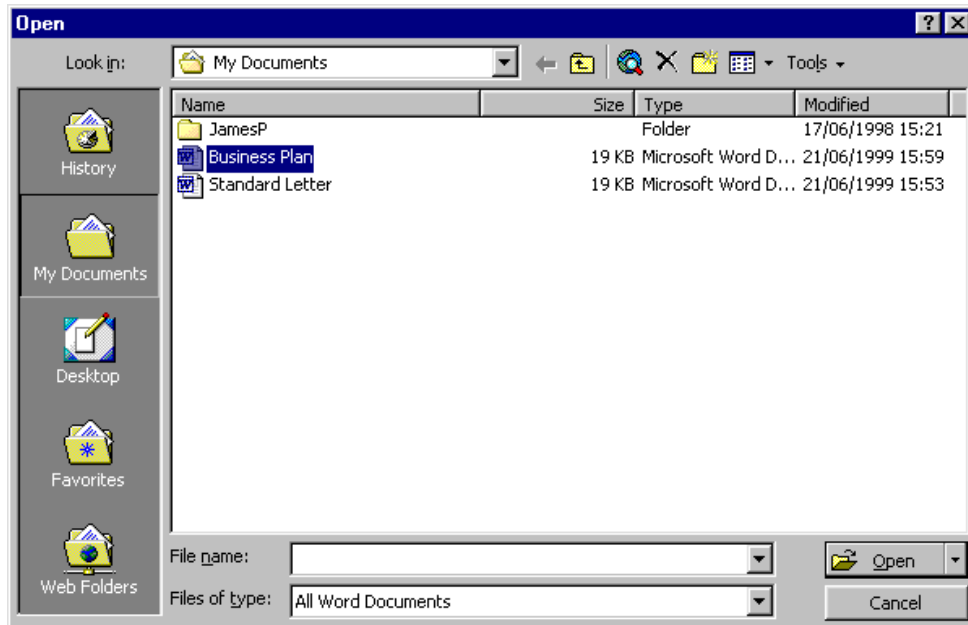 Open
Look in: My Documents Tools
Name Size Type Modified
JamesP Folder 17/06/1998 15:21
Business Plan 19 KB Microsoft Word D... 21/06/1999 15:59
Standard Letter 19 KB Microsoft Word D... 21/06/1999 15:53
History
My Documents
Desktop
Favorites
Web Folders
File name: Open
Files of type: All Word Documents Cancel